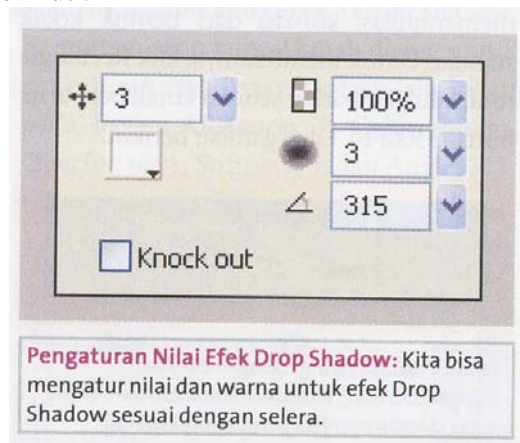 3
100%
3
315
Knock out
Pengaturan Nilai Efek Drop Shadow: Kita bisa
mengatur nilai dan warna untuk efek Drop
Shadow sesuai dengan selera.